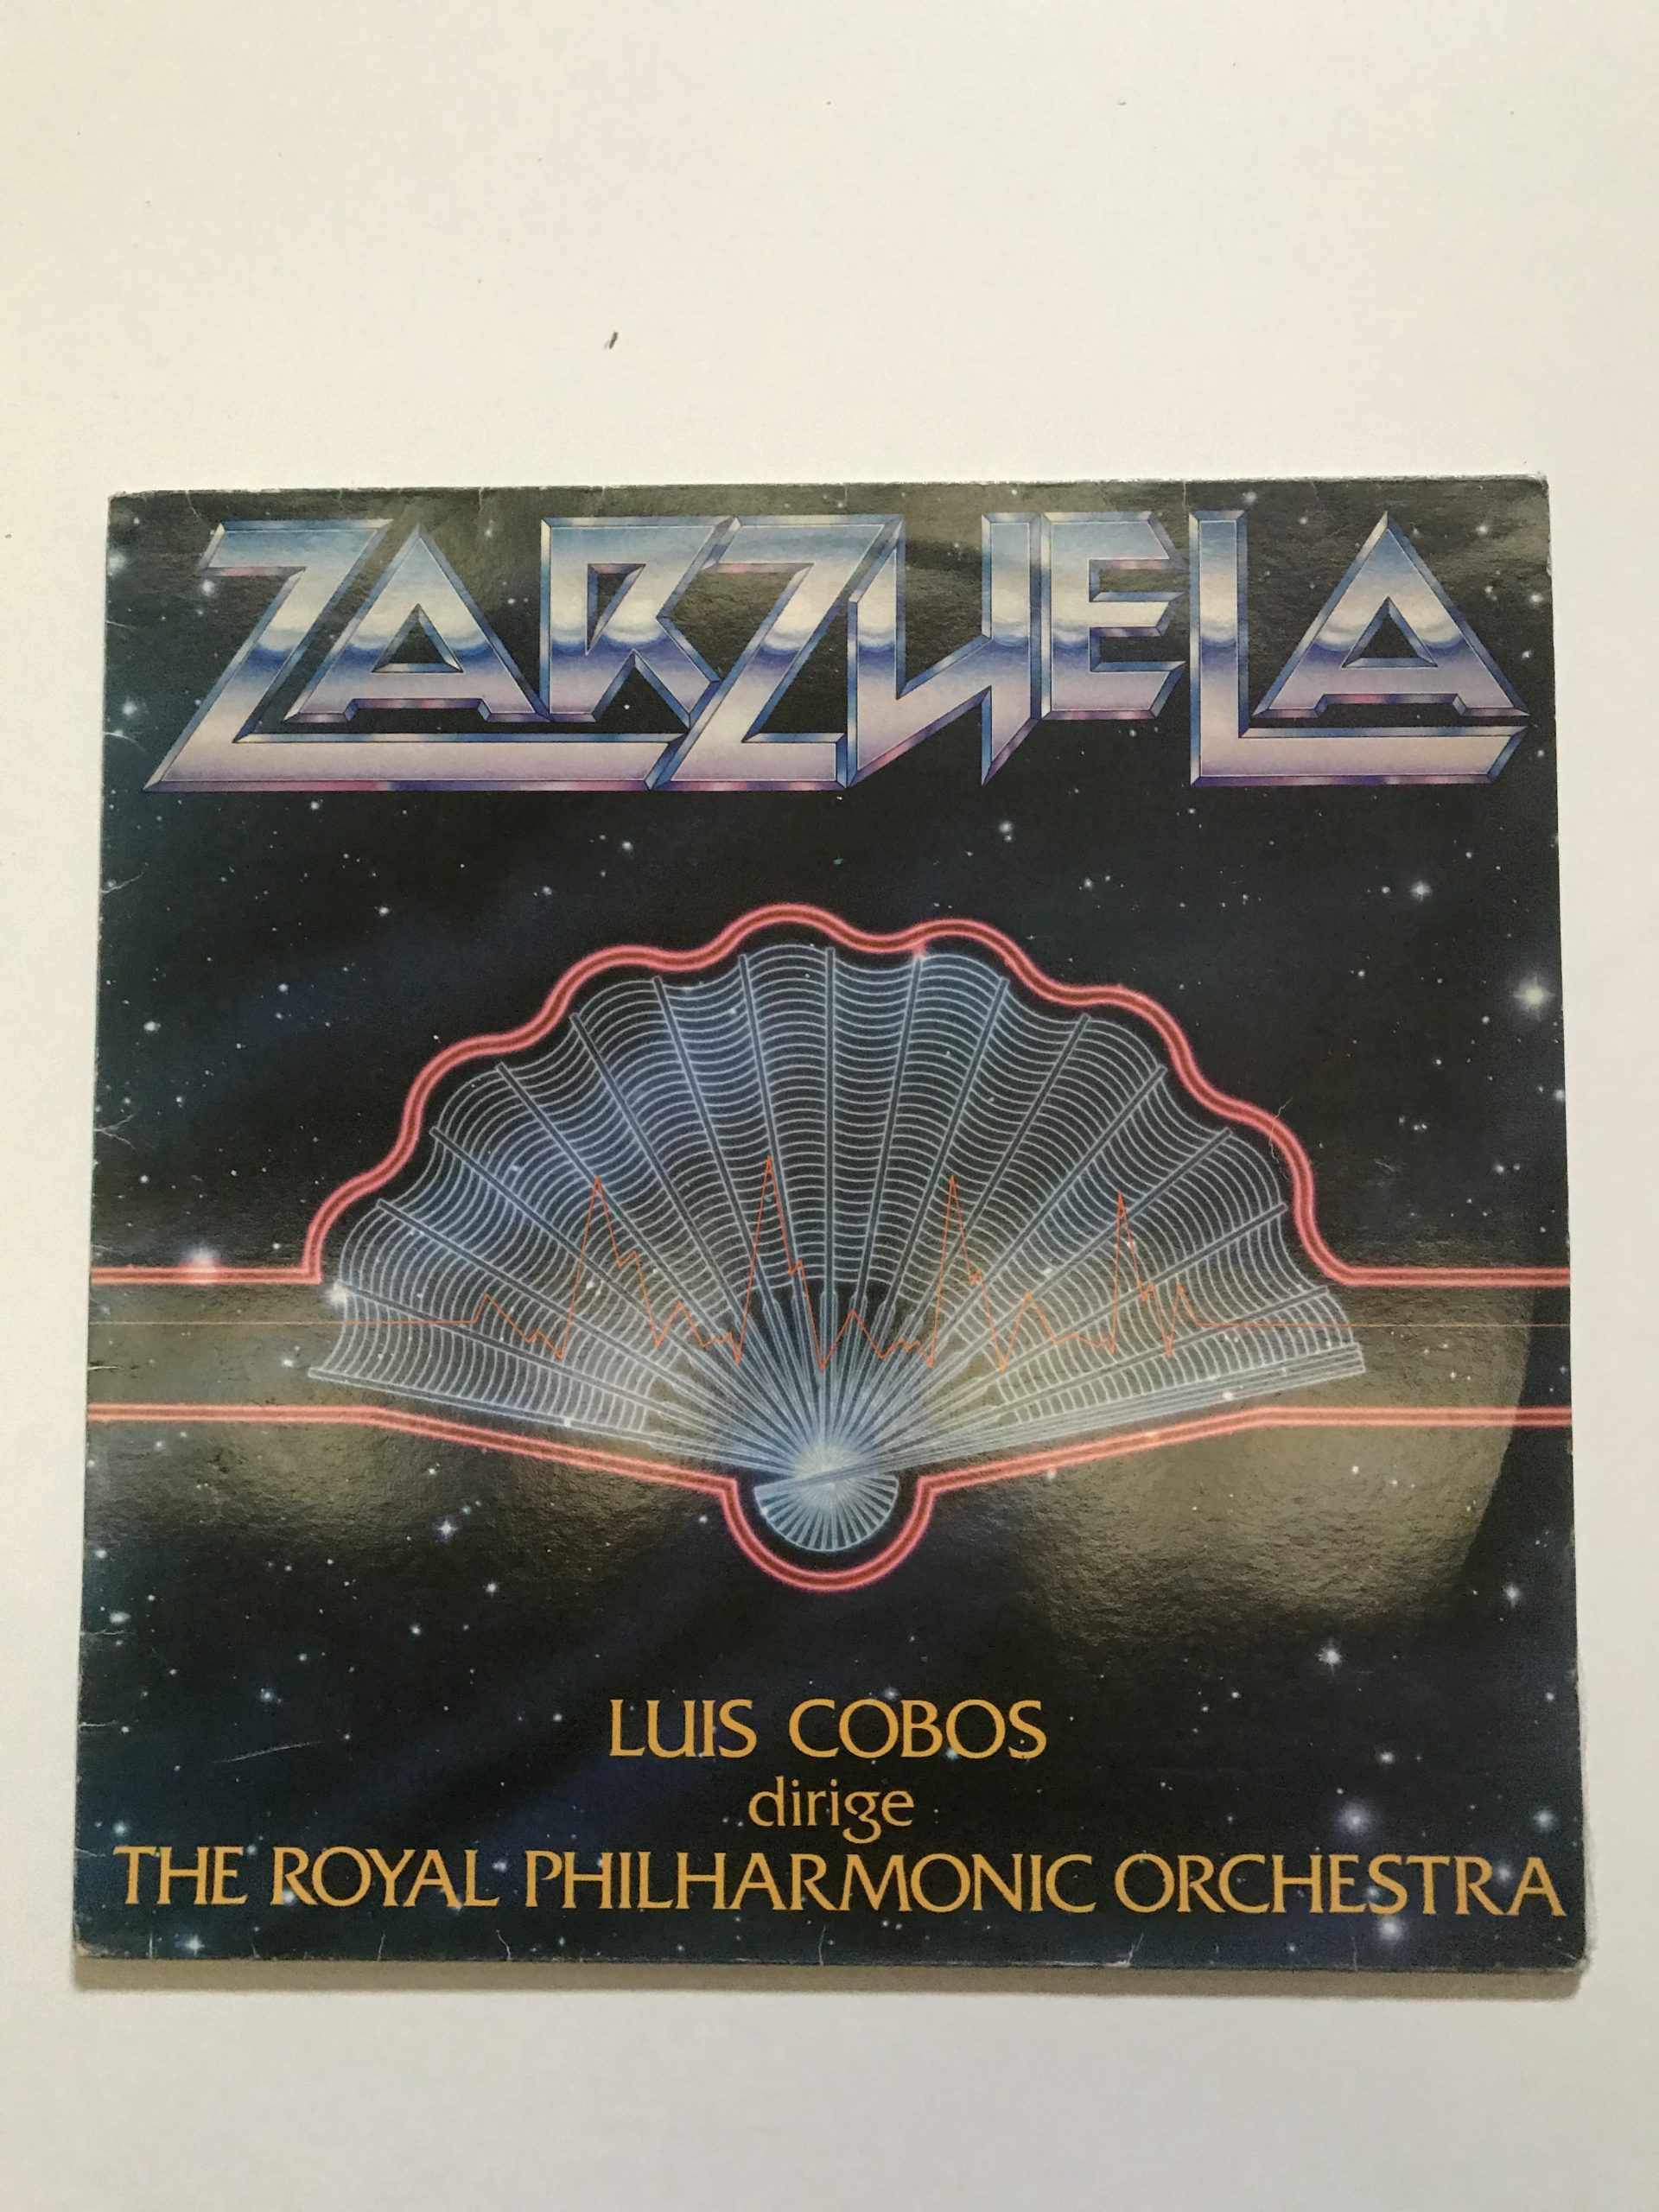 ZARZUELA
LUIS COBOS
dirige
THE ROYAL PHILHARMONIC ORCHESTRA